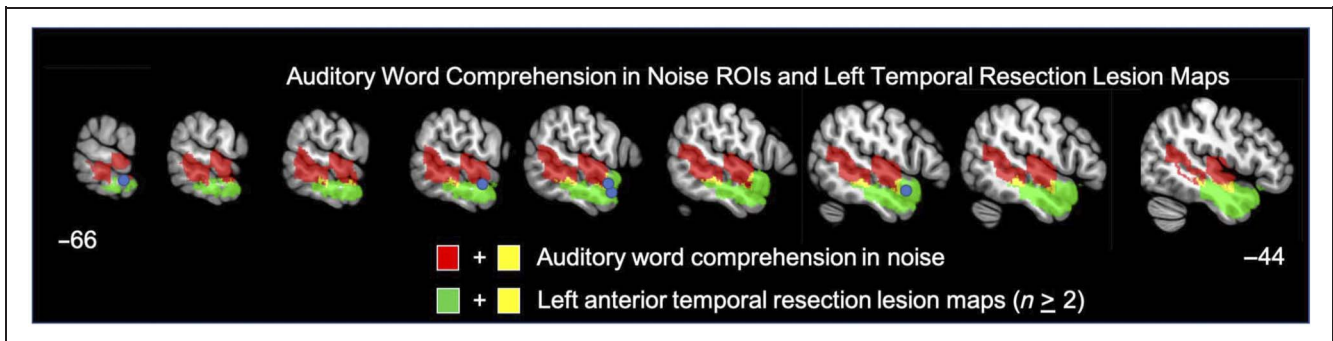 Auditory Word Comprehension in Noise ROIs and Left Temporal Resection Lesion Maps
–66
–44
+ Auditory word comprehension in noise
+ Left anterior temporal resection lesion maps (n ≥ 2)